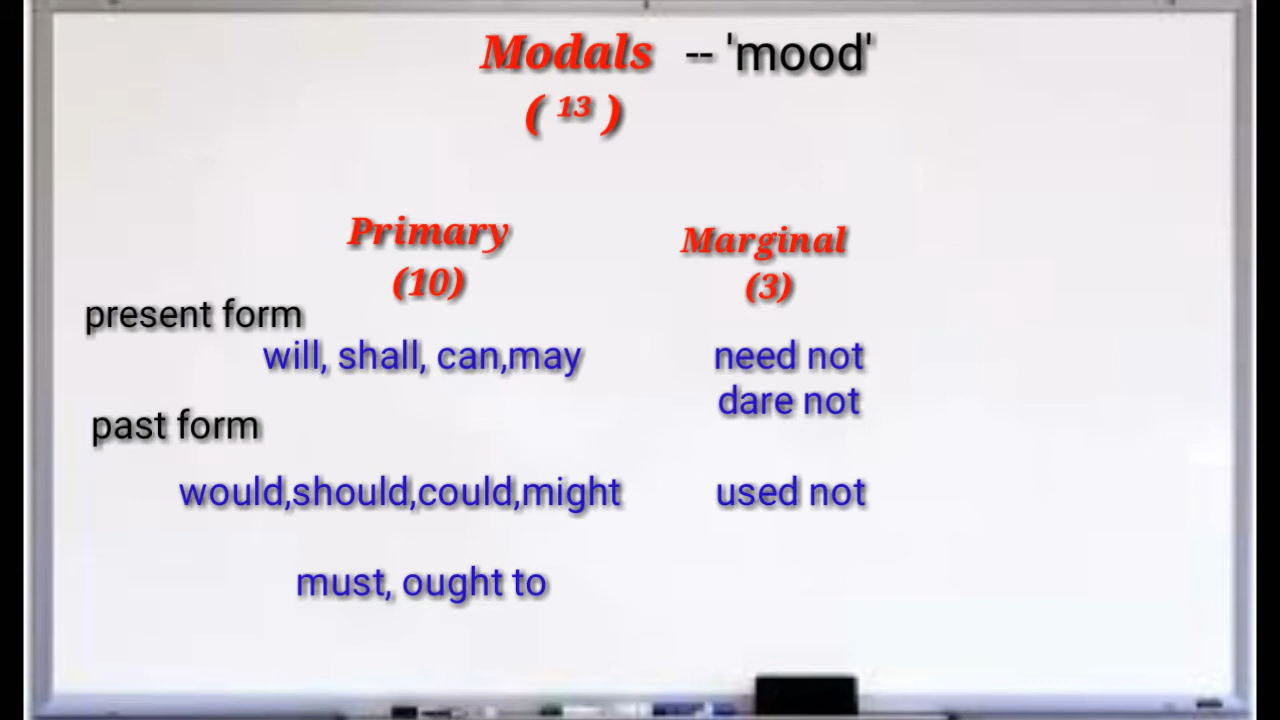 Modals -- 'mood'
( 13 )
Primary
(10)
Marginal
(3)
present form
will, shall, can,may
need not
dare not
past form
would,should,could,might
used not
must, ought to